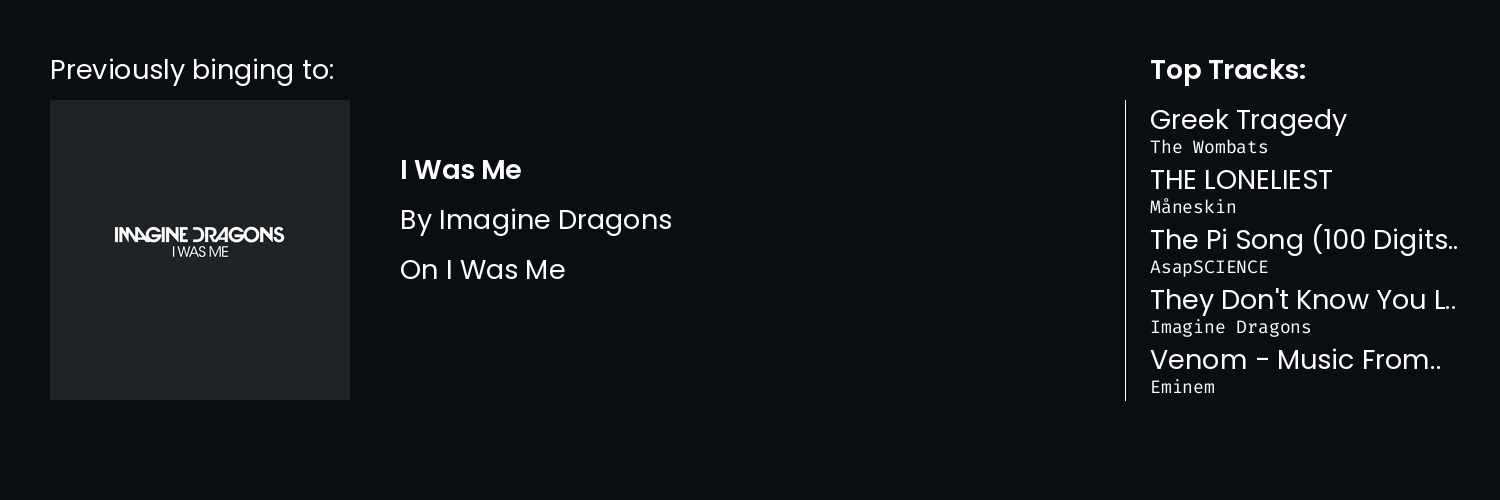 Previously binging to:
IMAGINE DRAGONS
I WAS ME
I Was Me
By Imagine Dragons
On I Was Me
Top Tracks:
Greek Tragedy
The Wombats
THE LONELIEST
Måneskin
The Pi Song (100 Digits..
AsapSCIENCE
They Don't Know You L..
Imagine Dragons
Venom - Music From..
Eminem